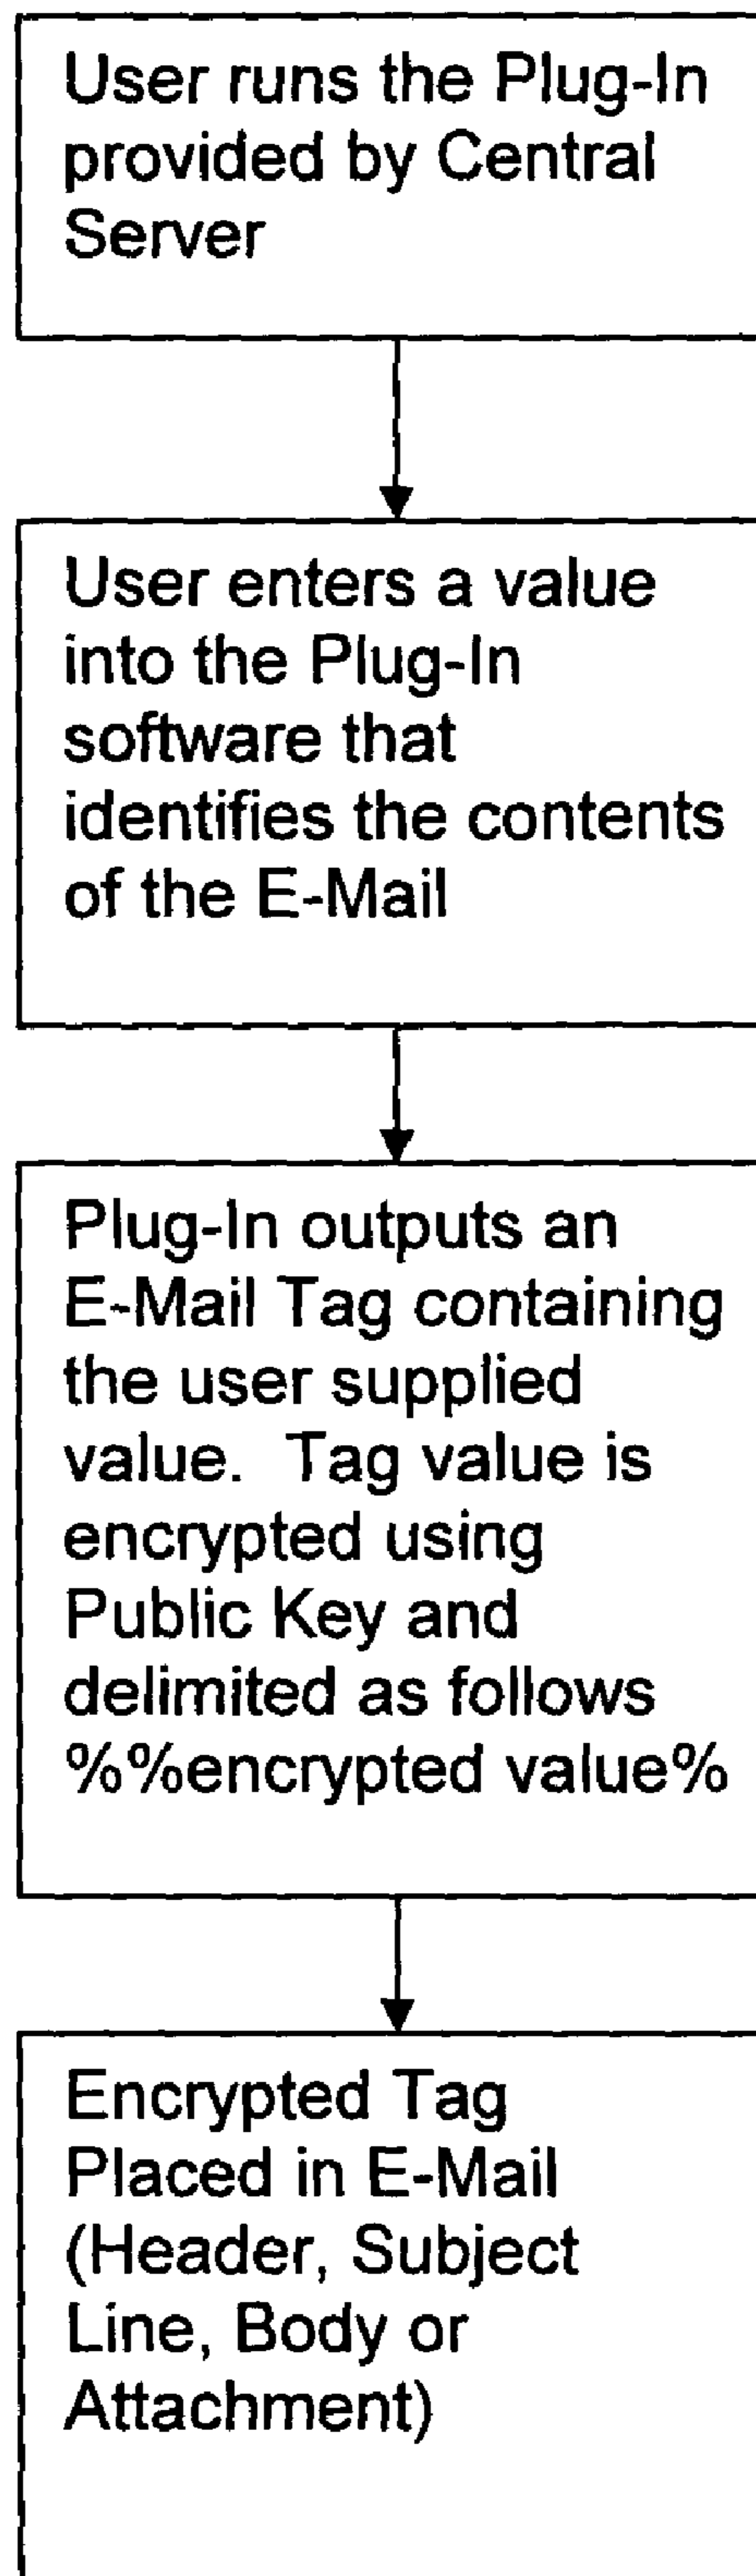 User runs the Plug-In
provided by Central
Server
User enters a value
into the Plug-In
software that
identifies the contents
of the E-Mail
Plug-In outputs an
E-Mail Tag containing
the user supplied
value.  Tag value is
encrypted using
Public Key and
delimited as follows
%%encrypted value%
Encrypted Tag
Placed in E-Mail
(Header, Subject
Line, Body or
Attachment)